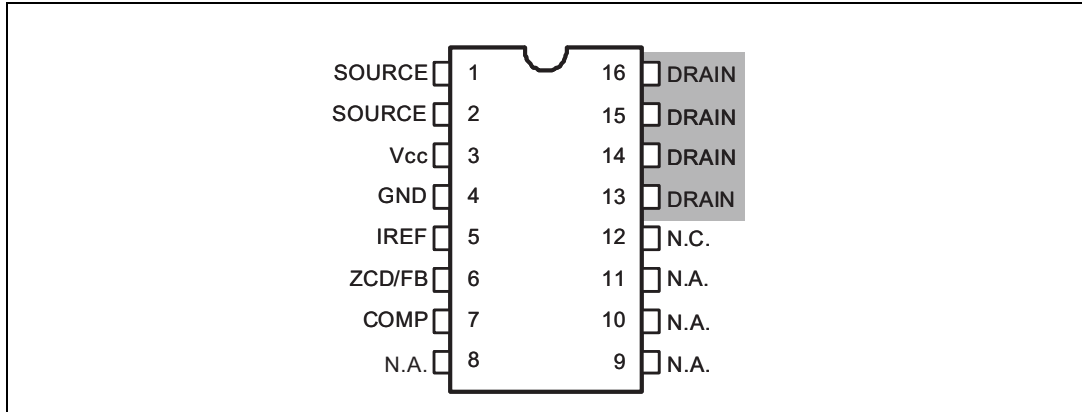 SOURCE 1 16 DRAIN
SOURCE 2 15 DRAIN
Vcc 3 14 DRAIN
GND 4 13 DRAIN
IREF 5 12 N.C.
ZCD/FB 6 11 N.A.
COMP 7 10 N.A.
N.A. 8 9 N.A.